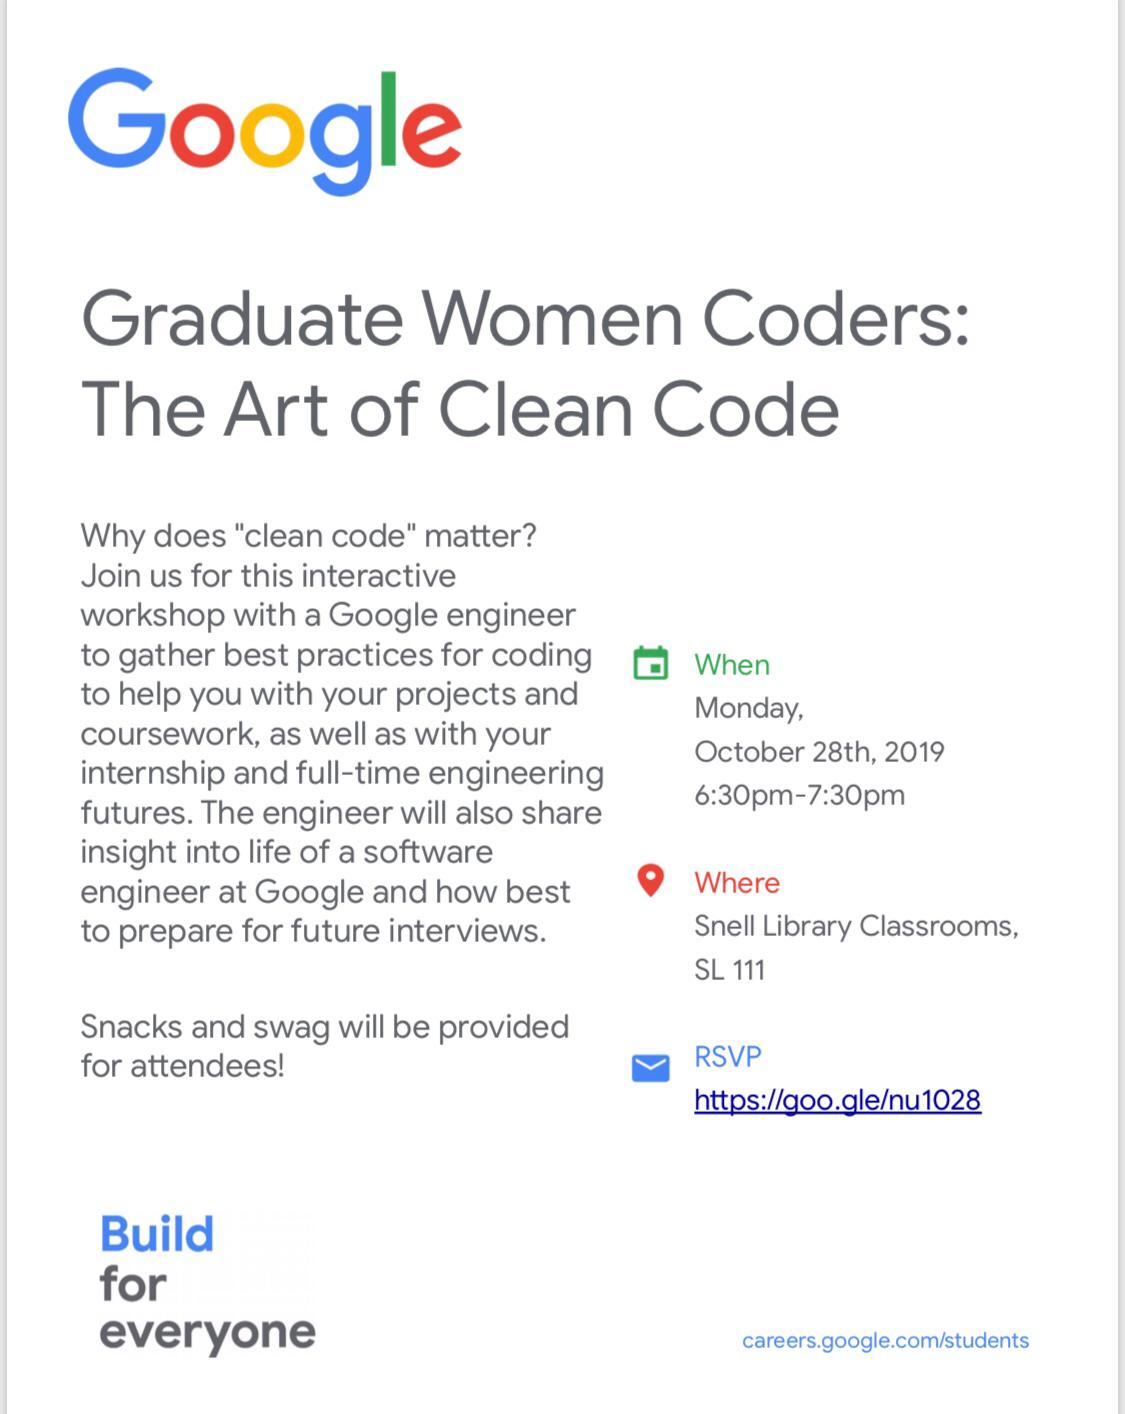 Google
Graduate Women Coders:
The Art of Clean Code
Why does "clean code" matter?
Join us for this interactive
workshop with a Google engineer
to gather best practices for coding
to help you with your projects and
coursework, as well as with your
internship and full-time engineering
futures. The engineer will also share
insight into life of a software
engineer at Google and how best
to prepare for future interviews.
Snacks and swag will be provided
for attendees!
When
Monday,
October 28th, 2019
6:30pm-7:30pm
Where
Snell Library Classrooms,
SL 111
RSVP
https://goo.gle/nu1028
Build
for
everyone
careers.google.com/students